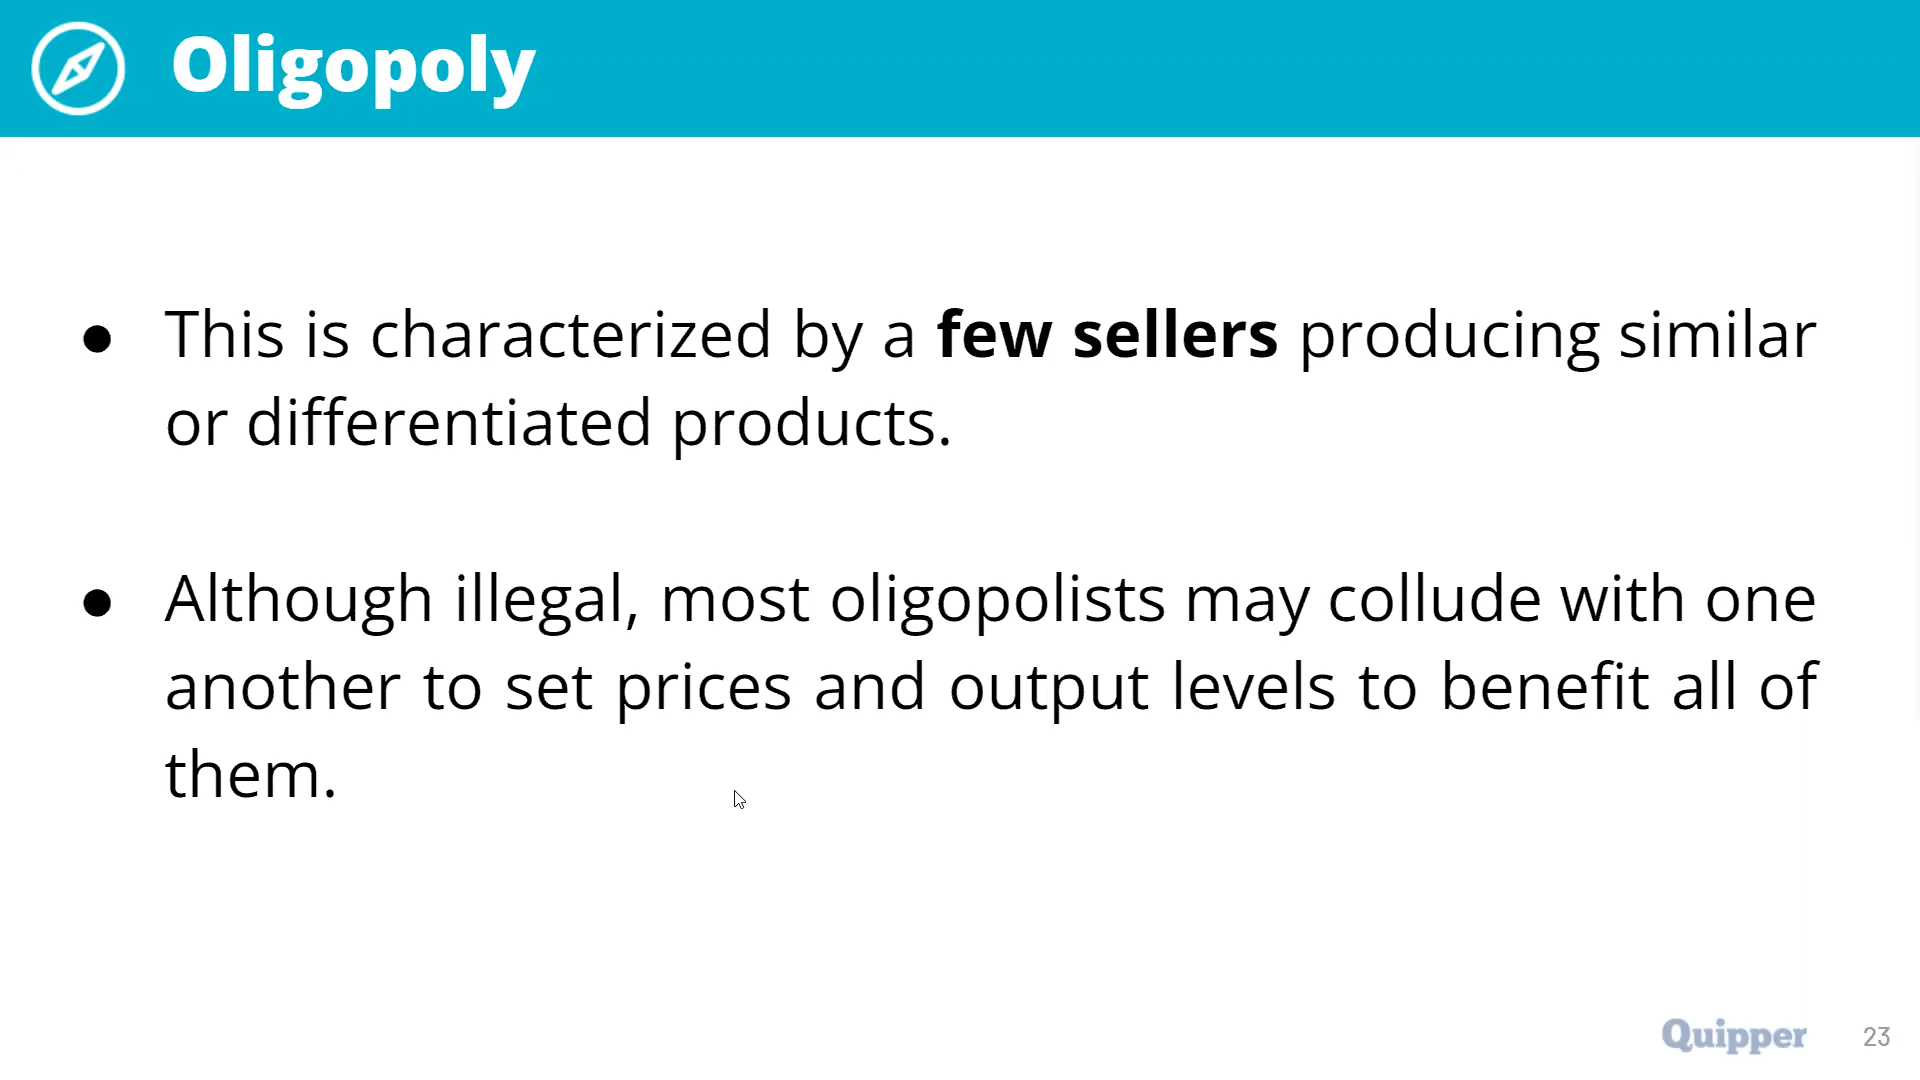 Oligopoly
● This is characterized by a few sellers producing similar
or differentiated products.
● Although illegal, most oligopolists may collude with one
another to set prices and output levels to benefit all of
them.
Quipper 23